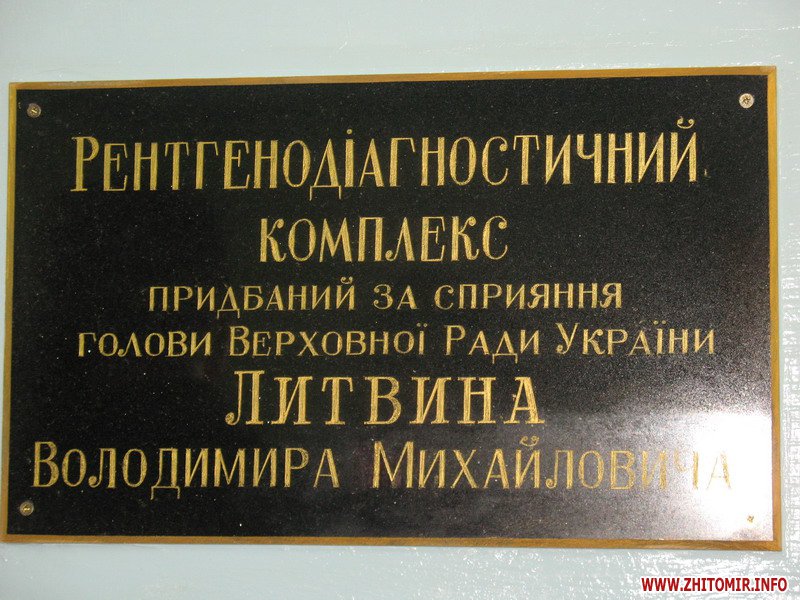 РЕНТГЕНОДІАГНОСТИЧНИЙ
КОМПЛЕКС
ПРИДБАНИЙ ЗА СПРИЯННЯ
ГОЛОВИ ВЕРХОВНОЇ РАДИ УКРАЇНИ
ЛИТВИНА
ВОЛОДИМИРА МИХАЙЛОВИЧА
WWW.ZHITOMIR.INFO